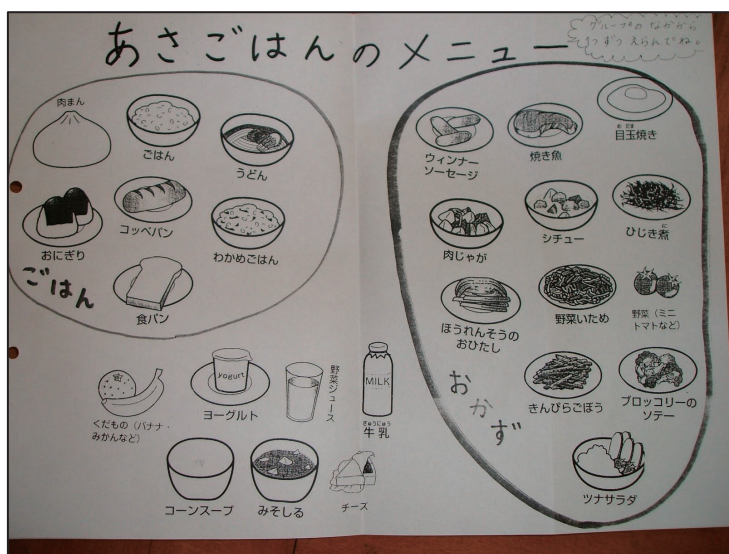 あさごはんのメニュー
グループの なかから
1つずつ えらんでね。
肉まん
ごはん
うどん
おにぎり
コッペパン
わかめごはん
食パン
ごはん
ウィンナー
ソーセージ
焼き魚
目玉焼き
肉じゃが
シチュー
ひじき煮
に
ほうれんそうの
おひたし
野菜いため
野菜（ミニ
トマトなど）
きんぴらごぼう
ブロッコリーの
ソテー
ツナサラダ
おかず
くだもの（バナナ・
みかんなど）
yogurt
ヨーグルト
野菜ジュース
MILK
ぎゅうにゅう
牛乳
コーンスープ
みそしる
チーズ